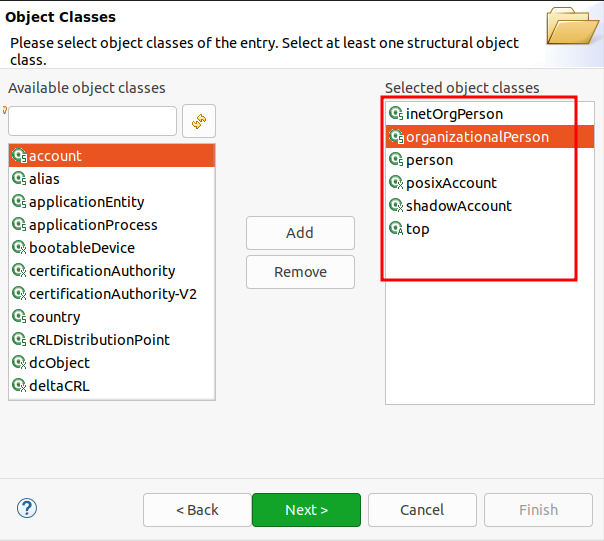 Object Classes
Please select object classes of the entry. Select at least one structural object
class.
Available object classes
account
alias
applicationEntity
applicationProcess
bootableDevice
certificationAuthority
certificationAuthority-V2
country
cRLDistributionPoint
dcObject
deltaCRL
Add
Remove
Selected object classes
inetOrgPerson
organizationalPerson
person
posixAccount
shadowAccount
top
?
< Back
Next >
Cancel
Finish